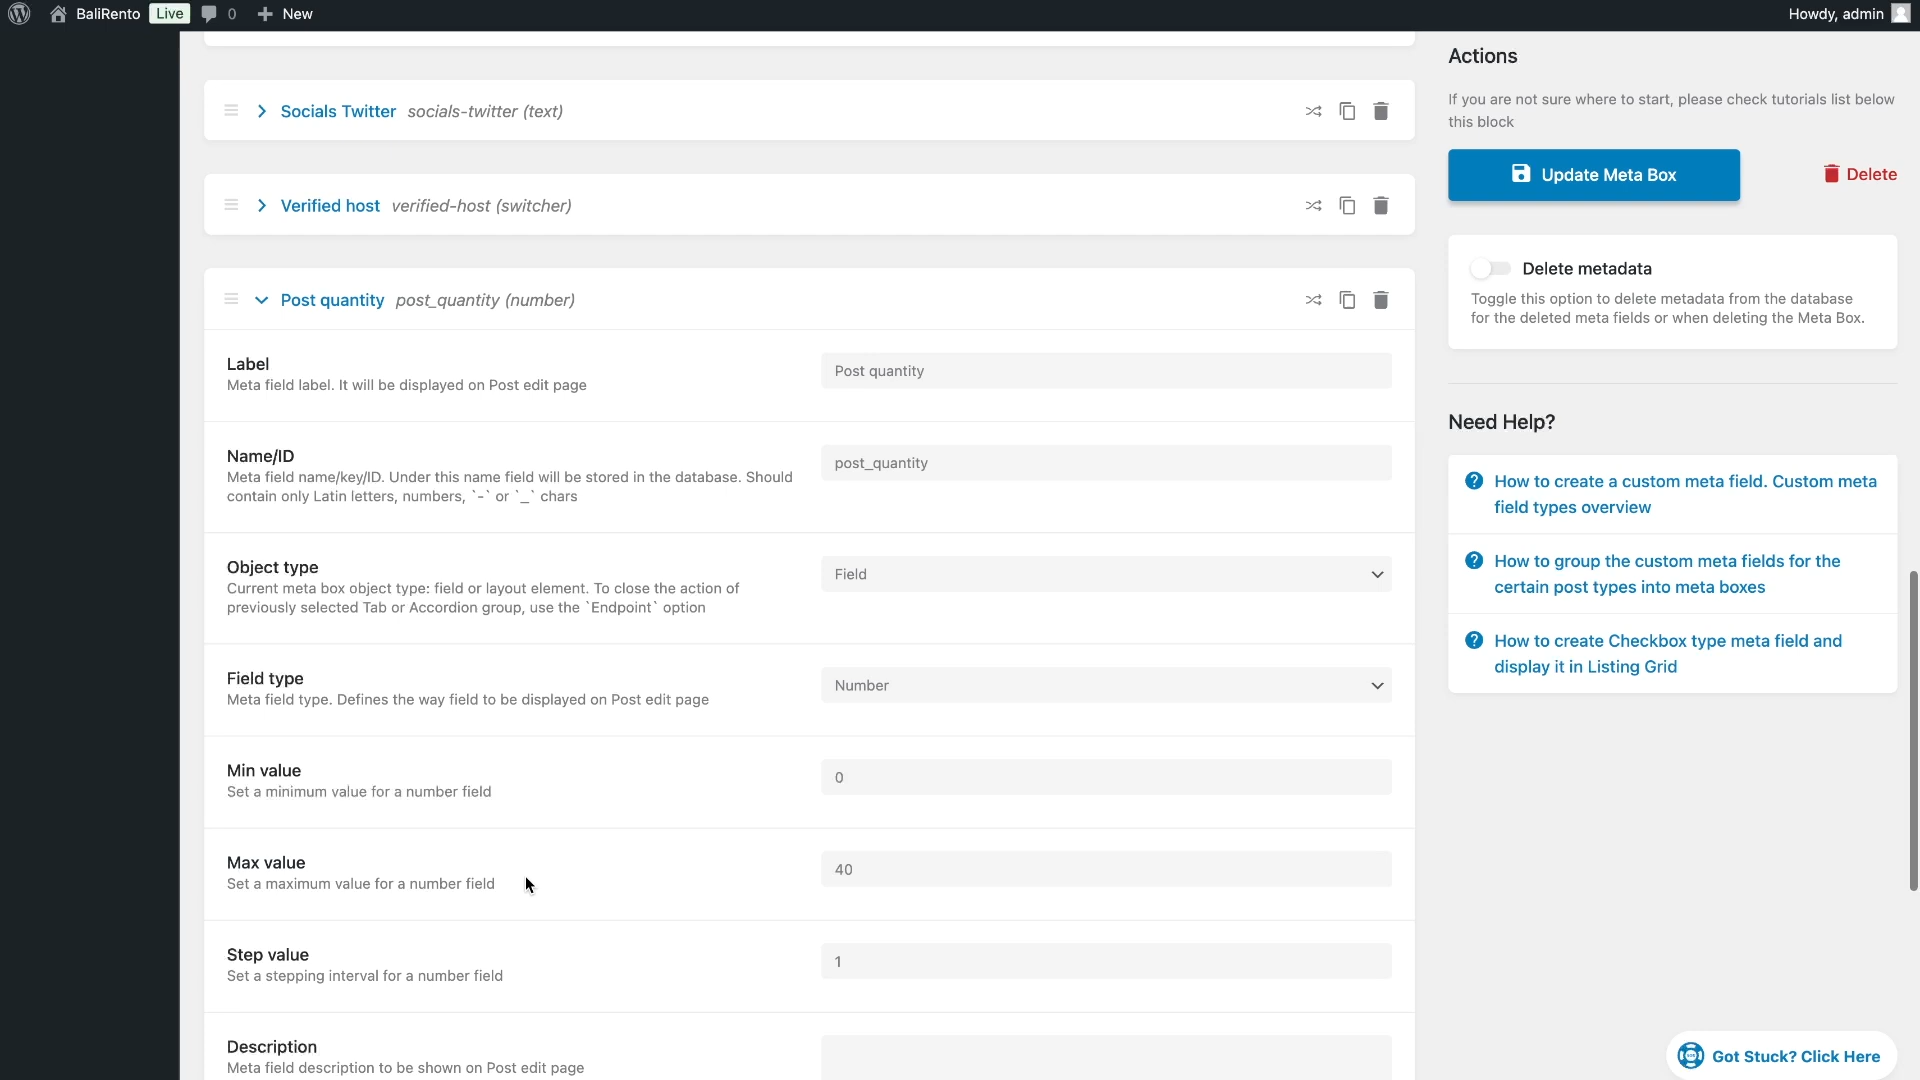 BaliRento Live 0 New
Howdy, admin
Socials Twitter socials-twitter (text)
Verified host verified-host (switcher)
Post quantity post_quantity (number)
Label
Meta field label. It will be displayed on Post edit page
Post quantity
Name/ID
Meta field name/key/ID. Under this name field will be stored in the database. Should
contain only Latin letters, numbers, `-` or `_` chars
post_quantity
Object type
Current meta box object type: field or layout element. To close the action of
previously selected Tab or Accordion group, use the `Endpoint` option
Field
Field type
Meta field type. Defines the way field to be displayed on Post edit page
Number
Min value
Set a minimum value for a number field
0
Max value
Set a maximum value for a number field
40
Step value
Set a stepping interval for a number field
1
Description
Meta field description to be shown on Post edit page
Actions
If you are not sure where to start, please check tutorials list below
this block
Update Meta Box
Delete
Delete metadata
Toggle this option to delete metadata from the database
for the deleted meta fields or when deleting the Meta Box.
Need Help?
How to create a custom meta field. Custom meta
field types overview
How to group the custom meta fields for the
certain post types into meta boxes
How to create Checkbox type meta field and
display it in Listing Grid
Got Stuck? Click Here